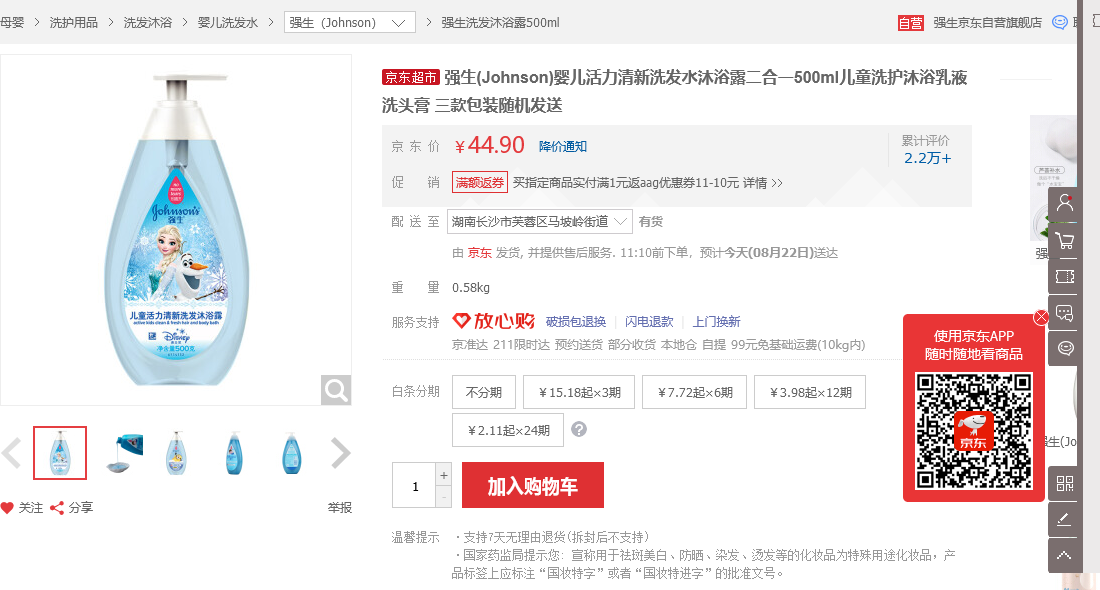 母婴 > 洗护用品 > 洗发沐浴 > 婴儿洗发水 > 强生（Johnson） > 强生洗发沐浴露500ml
自营 强生京东自营旗舰店
京东超市 强生(Johnson)婴儿活力清新洗发水沐浴露二合一500ml儿童洗护沐浴乳液
洗头膏 三款包装随机发送
京东价 ￥44.90 降价通知
累计评价
2.2万+
促销 满额返券 买指定商品实付满1元返aag优惠券11-10元 详情 >>
配送至 湖南长沙市芙蓉区马坡岭街道 有货
由 京东 发货, 并提供售后服务. 11:10前下单，预计今天(08月22日)送达
重量 0.58kg
服务支持 放心购 破损包退换 闪电退款 上门换新
京准达 211限时达 预约送货 部分收货 本地仓 自提 99元免基础运费(10kg内)
白条分期 不分期 ￥15.18起×3期 ￥7.72起×6期 ￥3.98起×12期
￥2.11起×24期 ?
1 + - 加入购物车
温馨提示 ·支持7天无理由退货(拆封后不支持)
·国家药监局提示您：宣称用于祛斑美白、防晒、染发、烫发等的化妆品为特殊用途化妆品，产
品标签上应标注“国妆特字”或者“国妆特进字”的批准文号。
Johnson's
强生
儿童活力清新洗发沐浴露
active kids clean & fresh hair and body bath
Disney
净含量500克
关注 分享 举报
使用京东APP
随时随地看商品
京东
强
强生(Jo